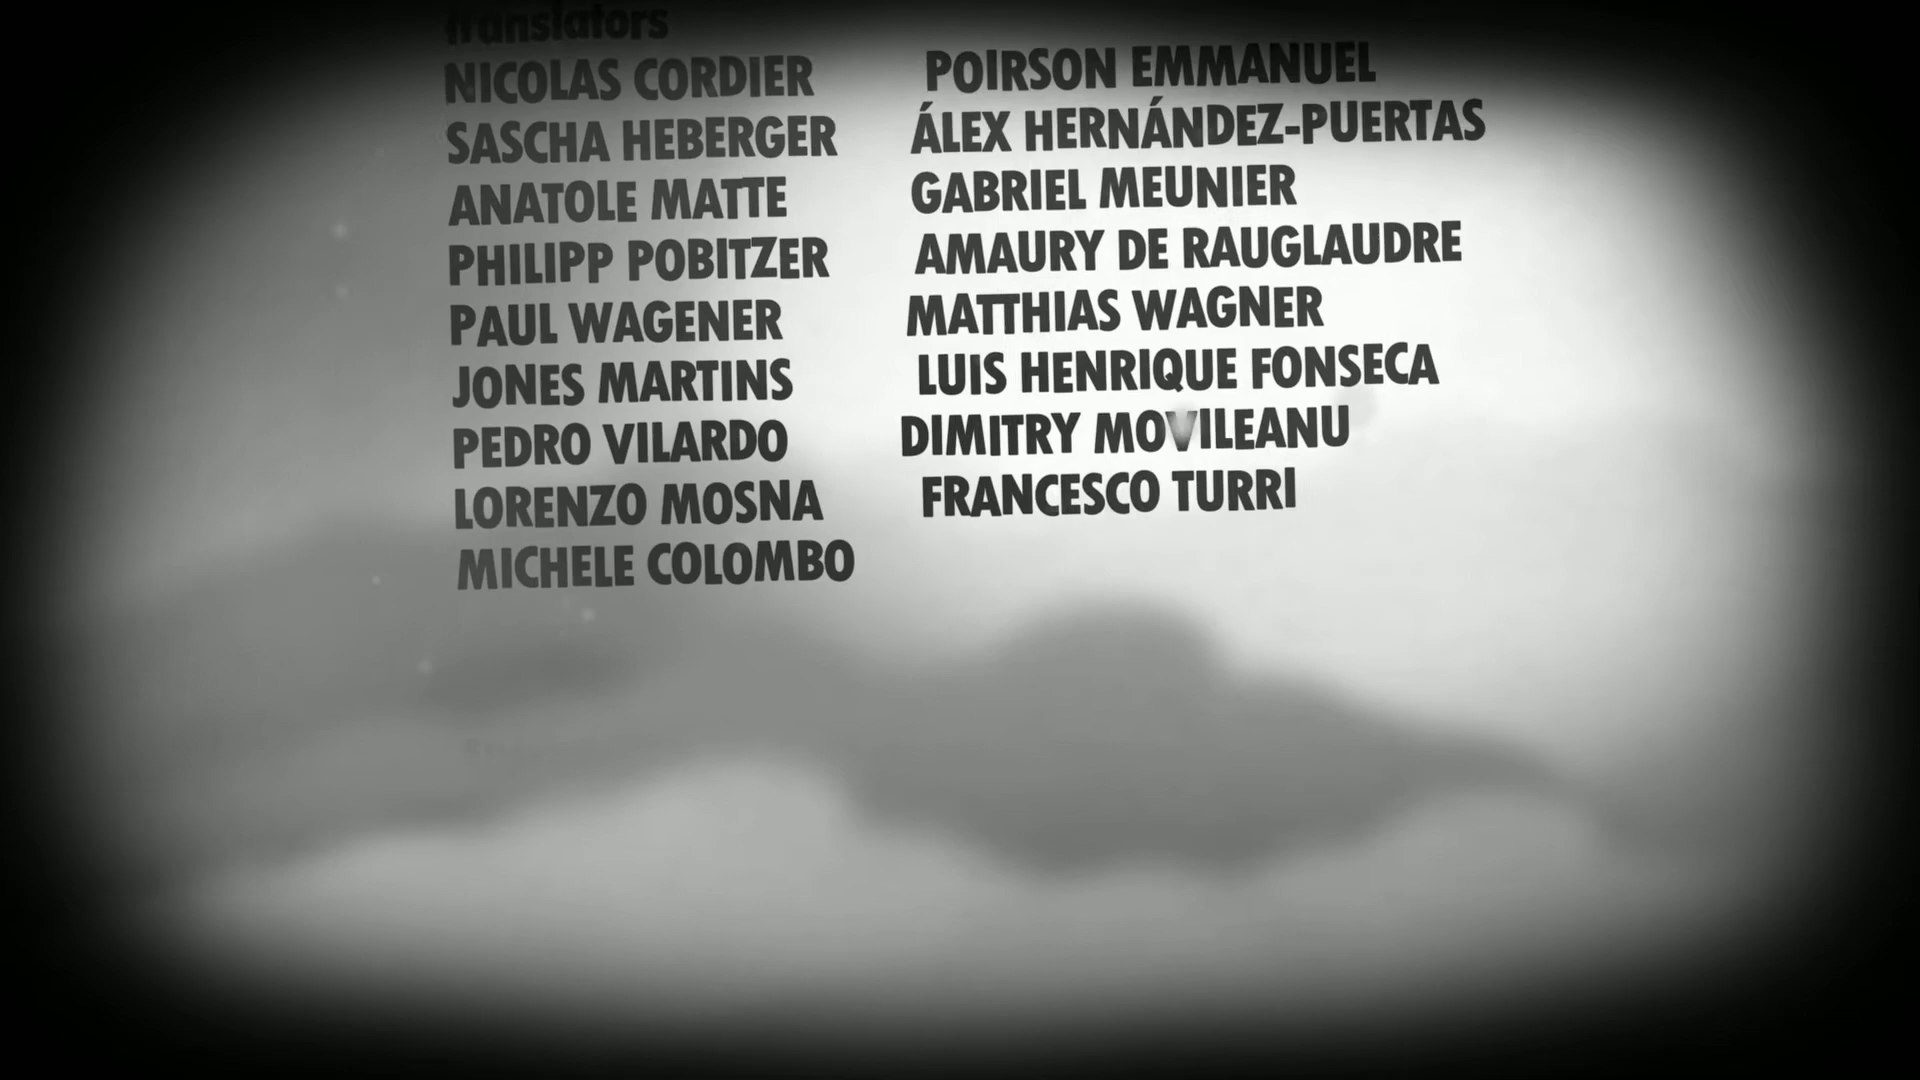 translators
NICOLAS CORDIER
SASCHA HEBERGER
ANATOLE MATTE
PHILIPP POBITZER
PAUL WAGENER
JONES MARTINS
PEDRO VILARDO
LORENZO MOSNA
MICHELE COLOMBO
POIRSON EMMANUEL
ÁLEX HERNÁNDEZ-PUERTAS
GABRIEL MEUNIER
AMAURY DE RAUGLAUDRE
MATTHIAS WAGNER
LUIS HENRIQUE FONSECA
DIMITRY MOVILEANU
FRANCESCO TURRI